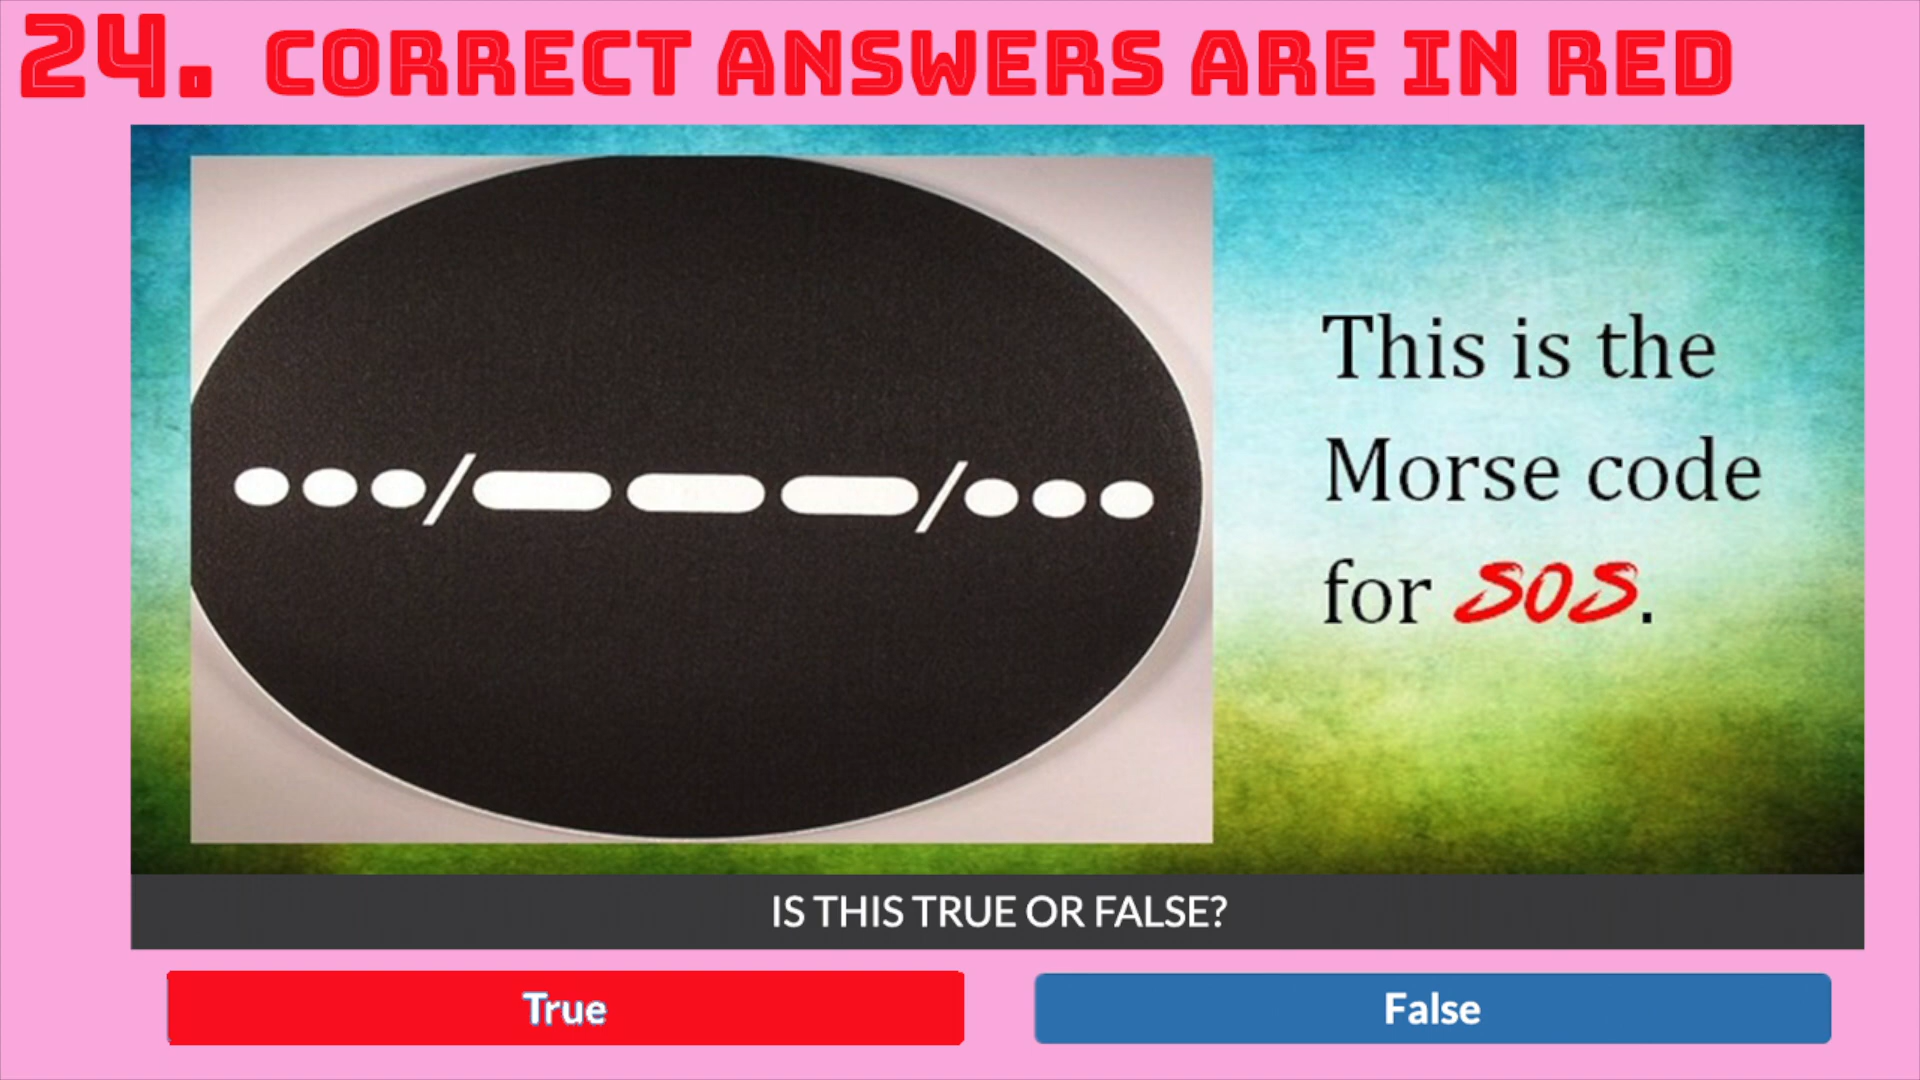 24. CORRECT ANSWERS ARE IN RED
This is the
Morse code
for SOS.
IS THIS TRUE OR FALSE?
True
False